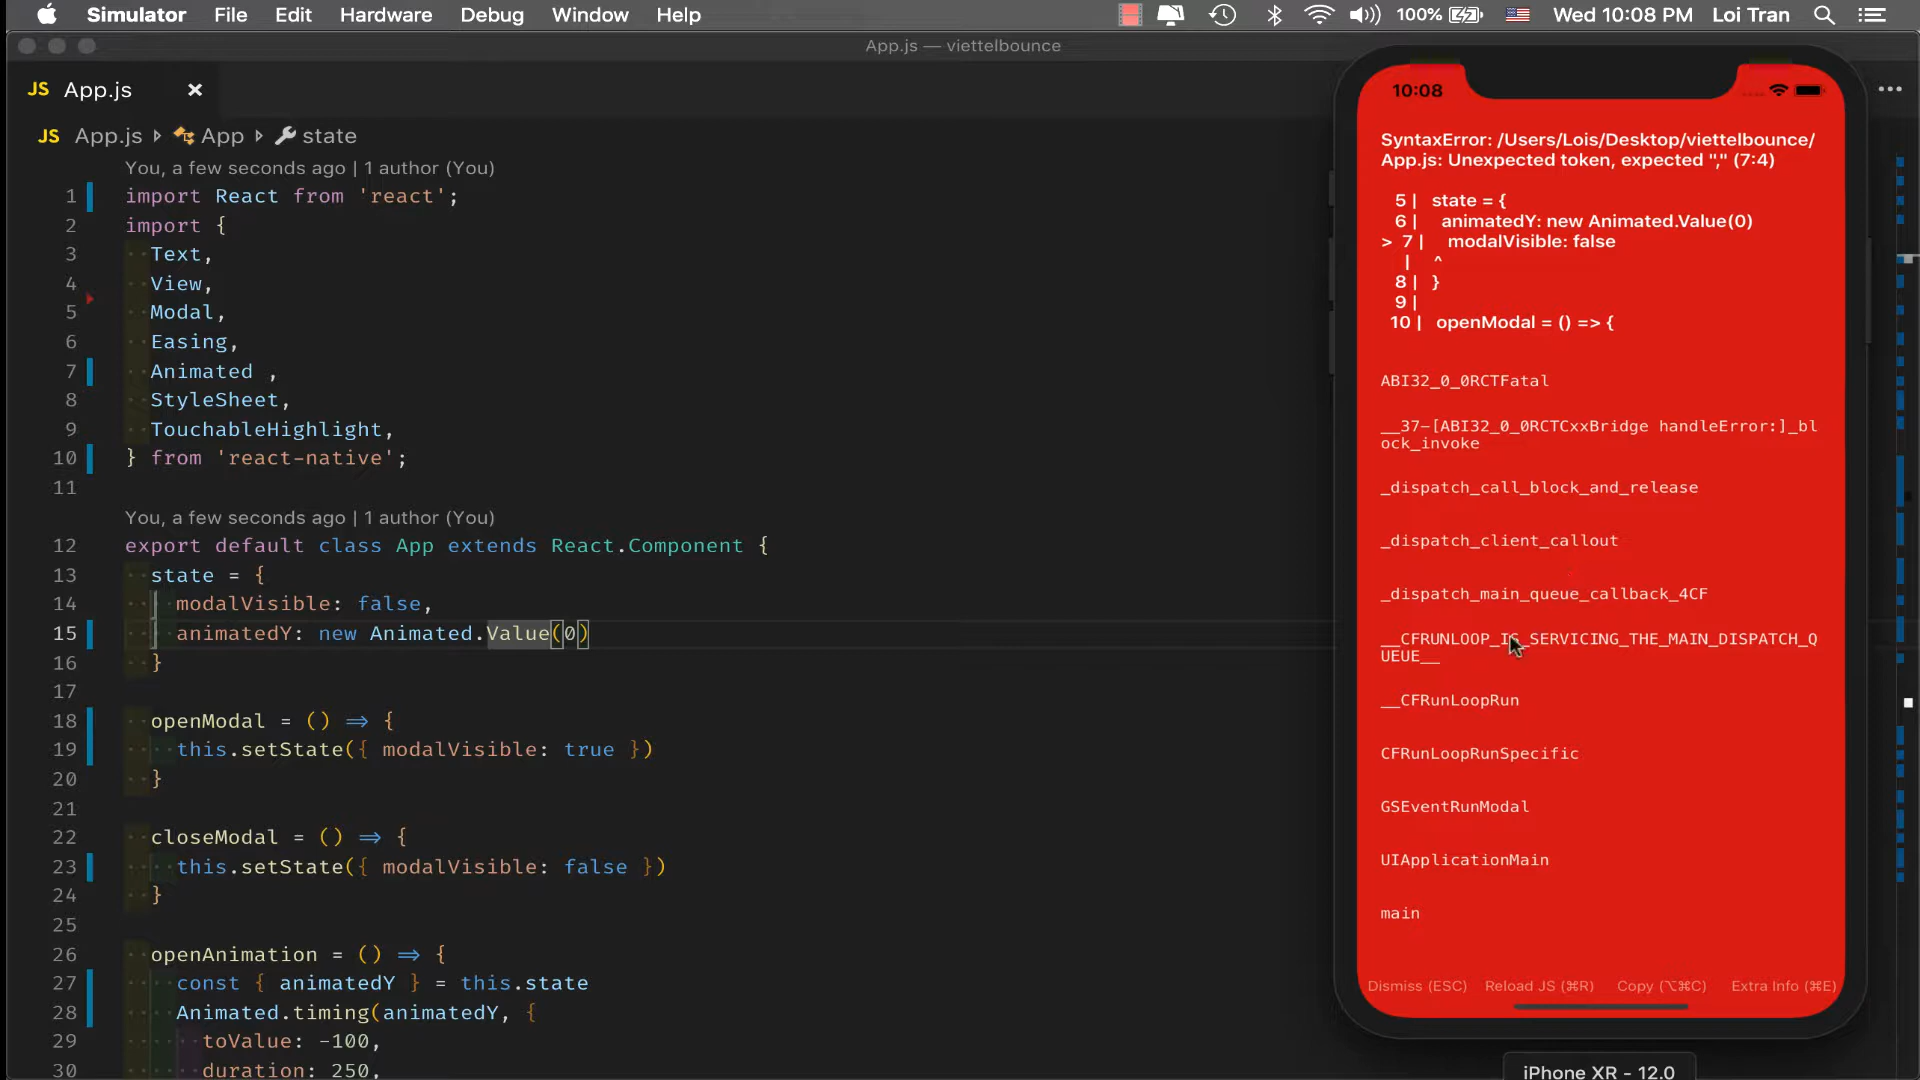 Simulator File Edit Hardware Debug Window Help 100% Wed 10:08 PM Loi Tran
App.js — viettelbounce
JS App.js ×
JS App.js App state
You, a few seconds ago | 1 author (You)
1 import React from 'react';
2 import {
3 Text,
4 View,
5 Modal,
6 Easing,
7 Animated ,
8 StyleSheet,
9 TouchableHighlight,
10 } from 'react-native';
11
You, a few seconds ago | 1 author (You)
12 export default class App extends React.Component {
13 state = {
14 modalVisible: false,
15 animatedY: new Animated.Value(0)
16 }
17
18 openModal = () => {
19 this.setState({ modalVisible: true })
20 }
21
22 closeModal = () => {
23 this.setState({ modalVisible: false })
24 }
25
26 openAnimation = () => {
27 const { animatedY } = this.state
28 Animated.timing(animatedY, {
29 toValue: -100,
30 duration: 250,
10:08
SyntaxError: /Users/Lois/Desktop/viettelbounce/
App.js: Unexpected token, expected "," (7:4)
5 | state = {
6 | animatedY: new Animated.Value(0)
> 7 | modalVisible: false
| ^
8 | }
9 |
10 | openModal = () => {
ABI32_0_0RCTFatal
__37-[ABI32_0_0RCTCxxBridge handleError:]_bl
ock_invoke
_dispatch_call_block_and_release
_dispatch_client_callout
_dispatch_main_queue_callback_4CF
__CFRUNLOOP_IS_SERVICING_THE_MAIN_DISPATCH_Q
UEUE__
__CFRunLoopRun
CFRunLoopRunSpecific
GSEventRunModal
UIApplicationMain
main
Dismiss (ESC) Reload JS (⌘R) Copy (⌥⌘C) Extra Info (⌘E)
iPhone XR - 12.0